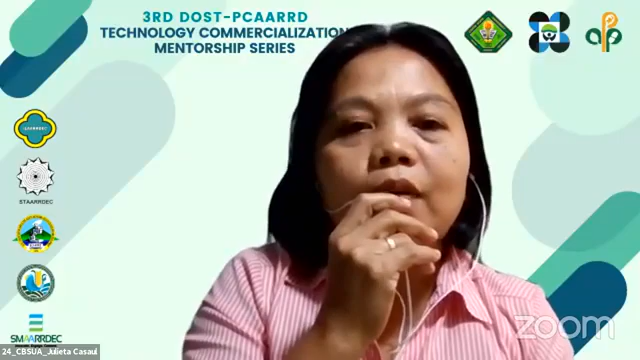 3RD DOST-PCAARRD
TECHNOLOGY COMMERCIALIZATION
MENTORSHIP SERIES
STAARRDEC
SMAARRDEC
24_CBSUA_Julieta Casaul
zoom